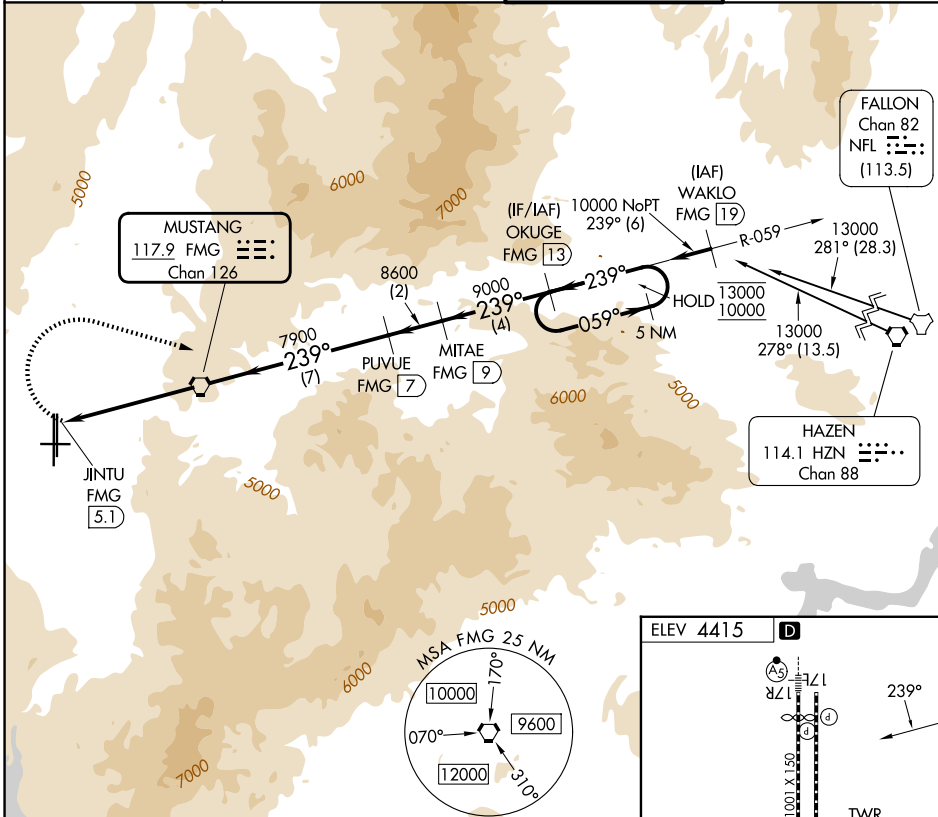 5000
6000
7000
MUSTANG
117.9 FMG
Chan 126
FALLON
Chan 82
NFL
(113.5)
(IAF)
WAKLO
FMG 19
10000 NoPT
239° (6)
(IF/IAF)
OKUGE
FMG 13
R-059
13000
281° (28.3)
8600
(2)
9000
239°
(4)
239°
059°
HOLD
13000
10000
5 NM
13000
278° (13.5)
7900
239°
(7)
PUVUE
FMG 7
MITAE
FMG 9
6000
5000
HAZEN
114.1 HZN
Chan 88
JINTU
FMG
5.1
5000
5000
6000
7000
MSA FMG 25 NM
170°
10000
9600
070°
12000
310°
ELEV 4415
D
A5
17R
17L
239°
P
P
1001 X 150
TWR